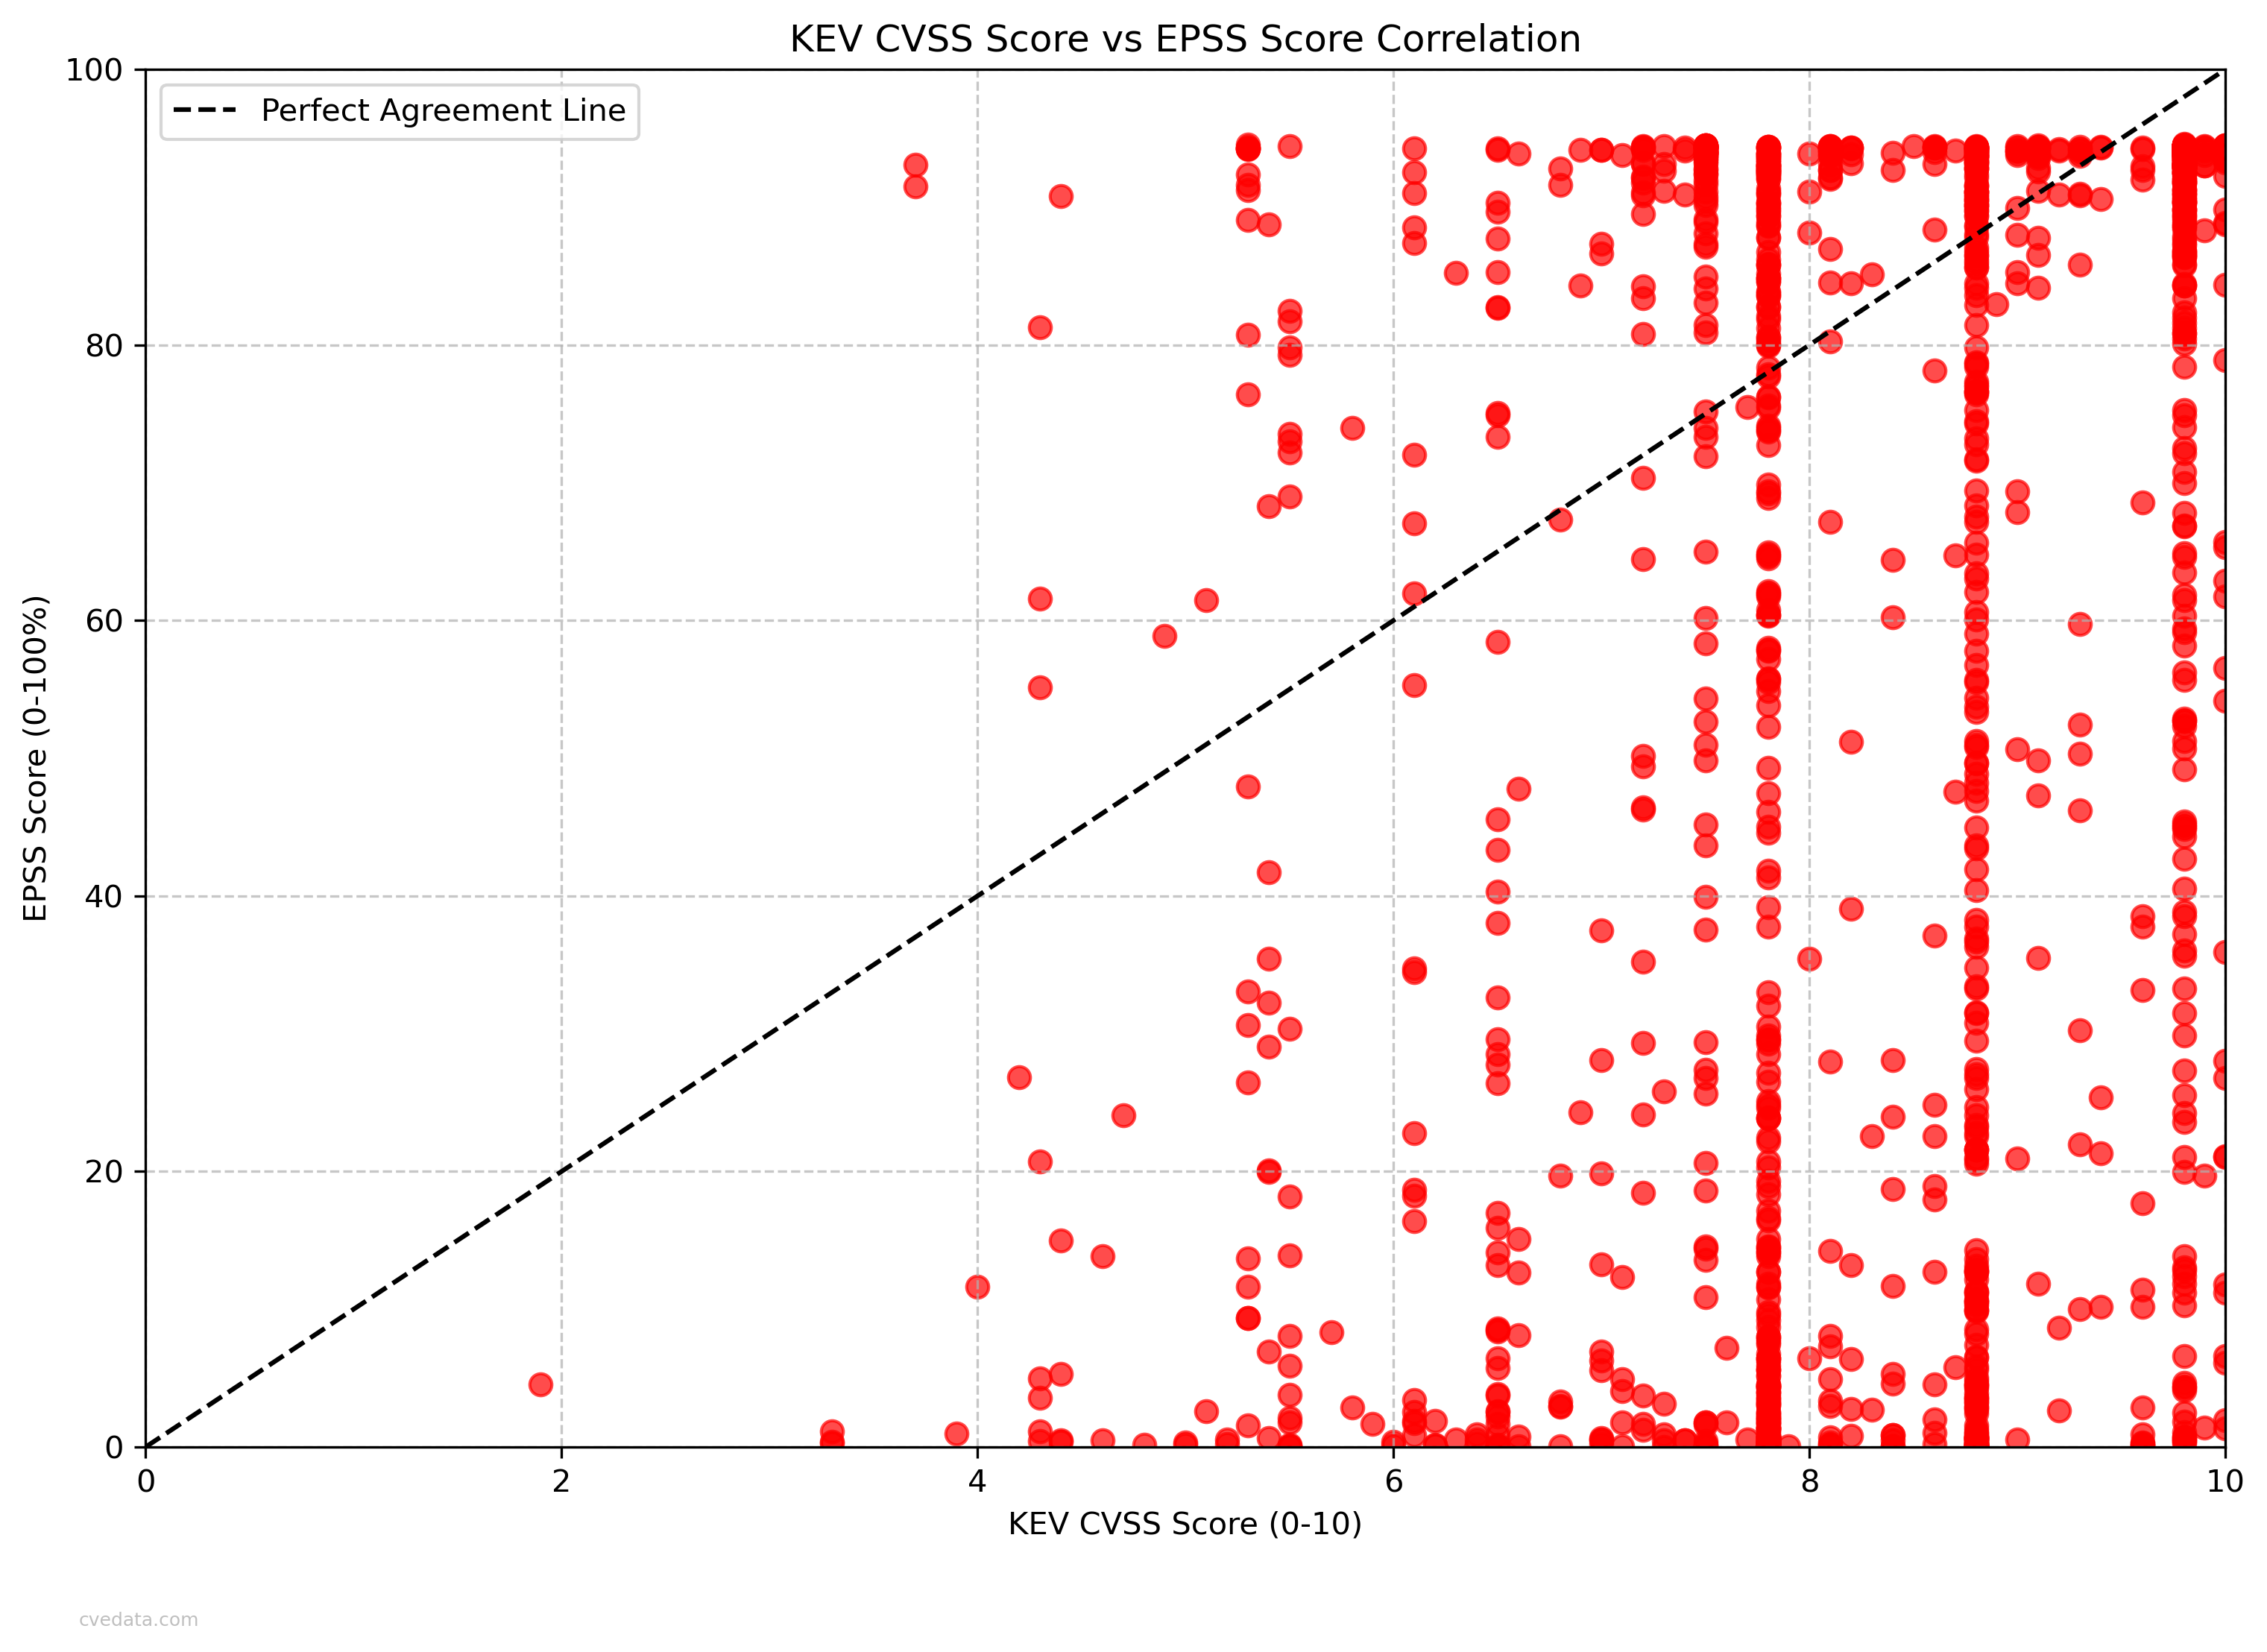 KEV CVSS Score vs EPSS Score Correlation
Perfect Agreement Line
EPSS Score (0-100%)
100
80
60
40
20
0
0 2 4 6 8 10
KEV CVSS Score (0-10)
cvedata.com